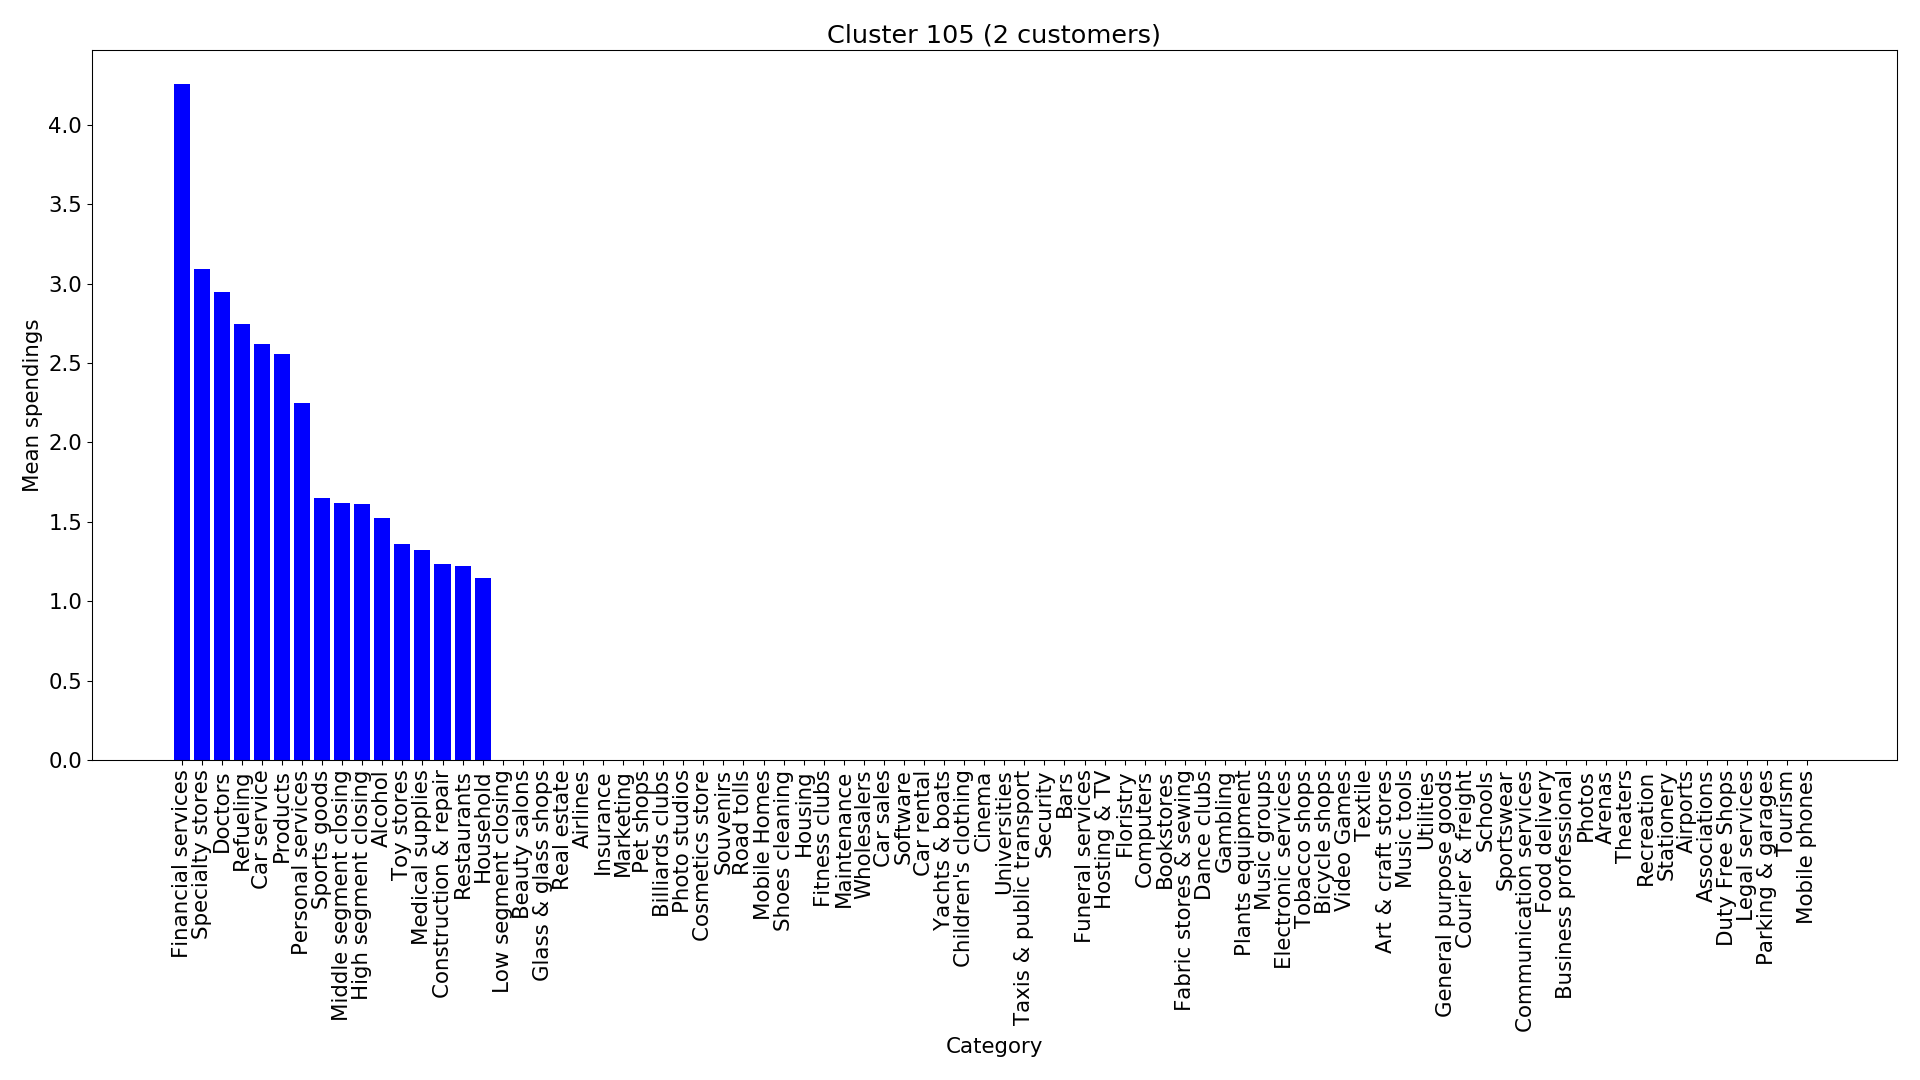 Cluster 105 (2 customers)
Mean spendings
4.0
3.5
3.0
2.5
2.0
1.5
1.0
0.5
0.0
Financial services
Specialty stores
Doctors
Refueling
Car service
Products
Personal services
Sports goods
Middle segment closing
High segment closing
Alcohol
Toy stores
Medical supplies
Construction & repair
Restaurants
Household
Low segment closing
Beauty salons
Glass & glass shops
Real estate
Airlines
Insurance
Marketing
Pet shops
Billiards clubs
Photo studios
Cosmetics store
Souvenirs
Road tolls
Mobile Homes
Shoes cleaning
Housing
Fitness clubs
Maintenance
Wholesalers
Car sales
Software
Car rental
Yachts & boats
Children's clothing
Cinema
Universities
Taxis & public transport
Security
Bars
Funeral services
Hosting & TV
Floristry
Computers
Bookstores
Fabric stores & sewing
Dance clubs
Gambling
Plants equipment
Music groups
Electronic services
Tobacco shops
Bicycle shops
Video Games
Textile
Art & craft stores
Music tools
Utilities
General purpose goods
Courier & freight
Schools
Sportswear
Communication services
Food delivery
Business professional
Photos
Arenas
Theaters
Recreation
Stationery
Airports
Associations
Duty Free Shops
Legal services
Parking & garages
Tourism
Mobile phones
Category